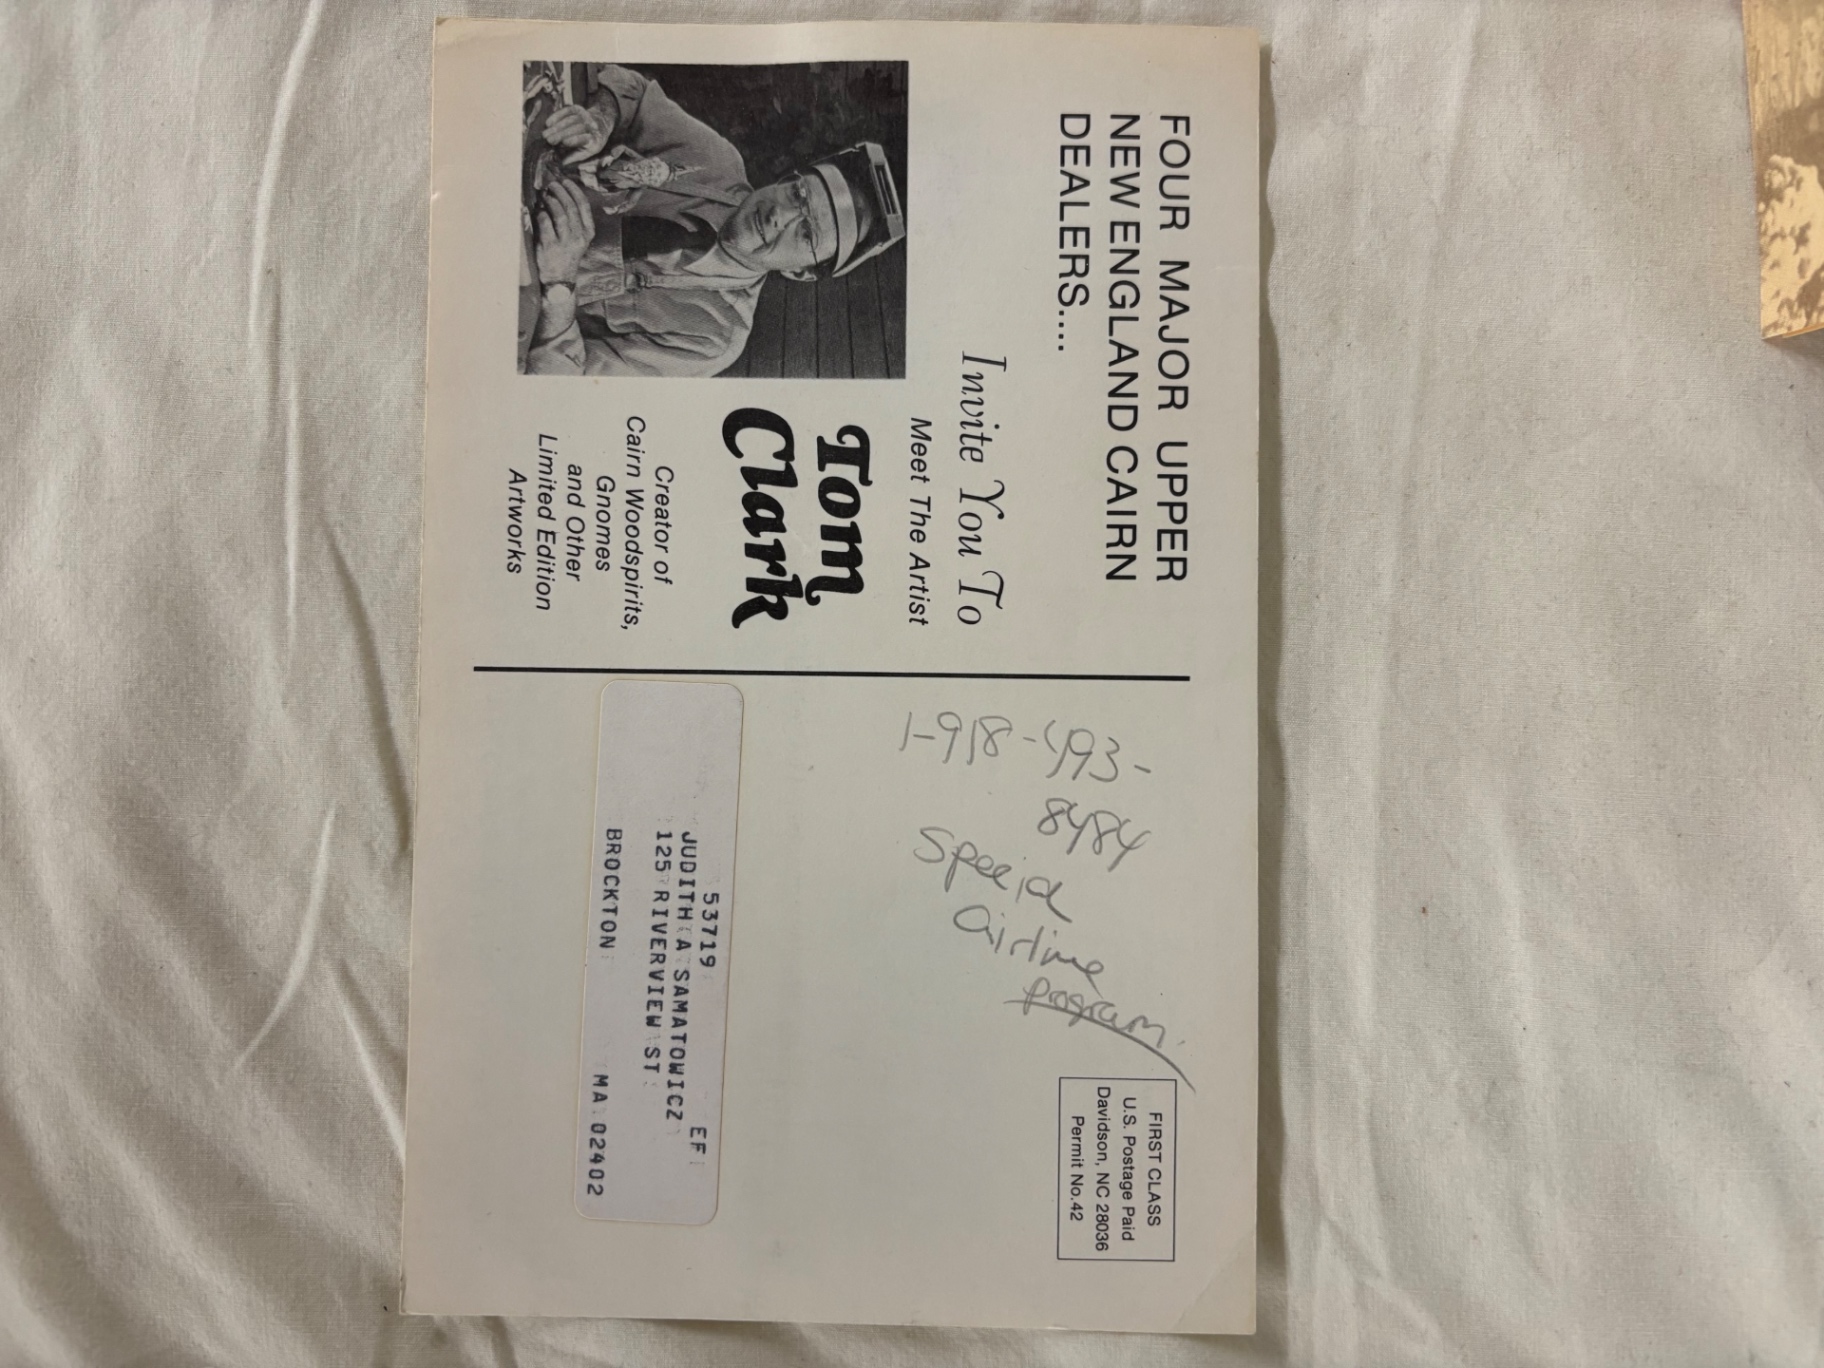 FOUR MAJOR UPPER
NEW ENGLAND CAIRN
DEALERS....
Invite You To
Meet The Artist
Tom
Clark
Creator of
Cairn Woodspirits,
Gnomes
and Other
Limited Edition
Artworks
1-918-493-
8484
Special
airline
program
FIRST CLASS
U.S. Postage Paid
Davidson, NC 28036
Permit No.42
53719 EF
JUDITH A SAMATOWICZ
125 RIVERVIEW ST
BROCKTON MA 02402